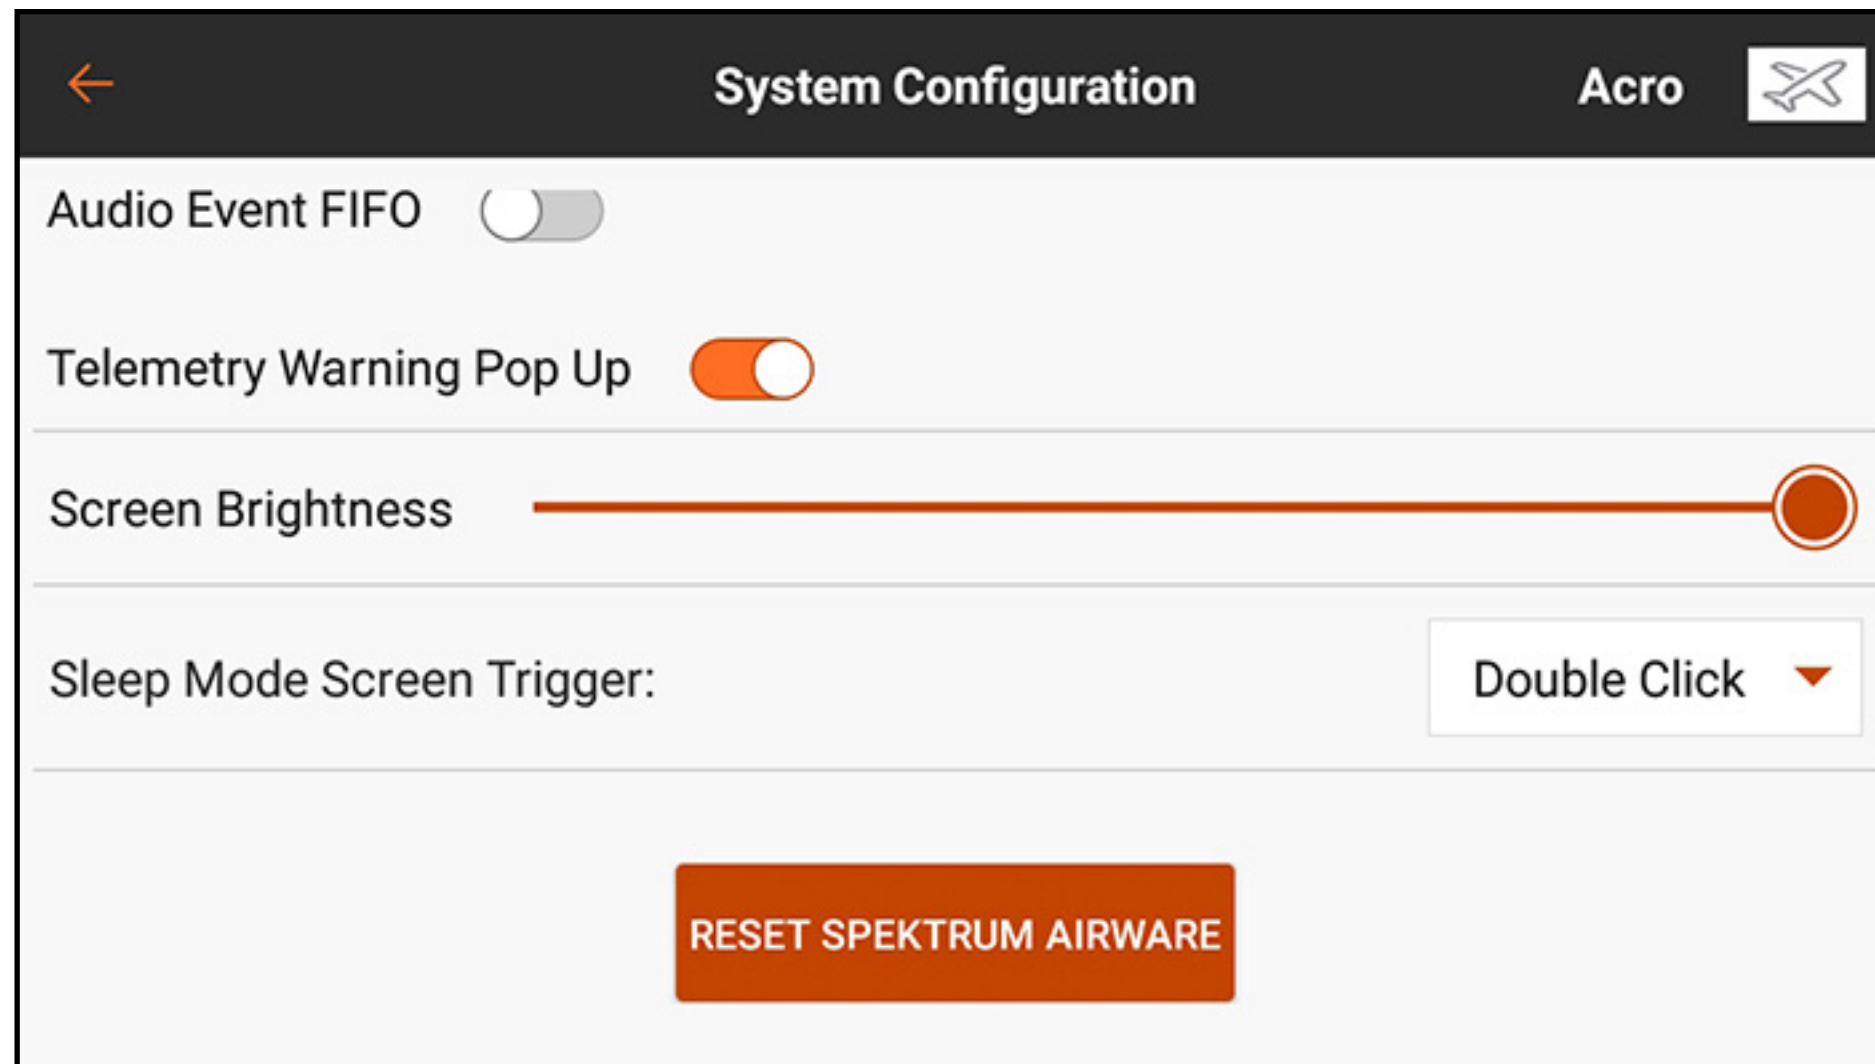 System Configuration Acro
Audio Event FIFO
Telemetry Warning Pop Up
Screen Brightness
Sleep Mode Screen Trigger: Double Click
RESET SPEKTRUM AIRWARE